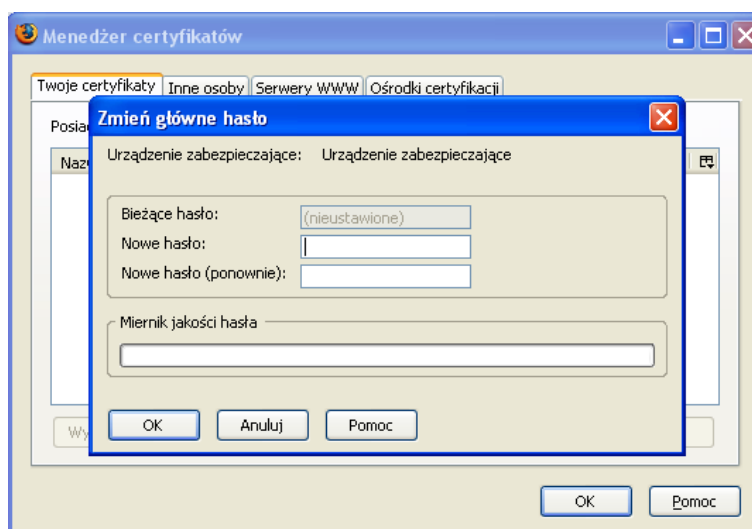 Menedżer certyfikatów
Twoje certyfikaty Inne osoby Serwery WWW Ośrodki certyfikacji
Zmień główne hasło
Urządzenie zabezpieczające: Urządzenie zabezpieczające
Bieżące hasło: (nieustawione)
Nowe hasło:
Nowe hasło (ponownie):
Miernik jakości hasła
OK Anuluj Pomoc
OK Pomoc